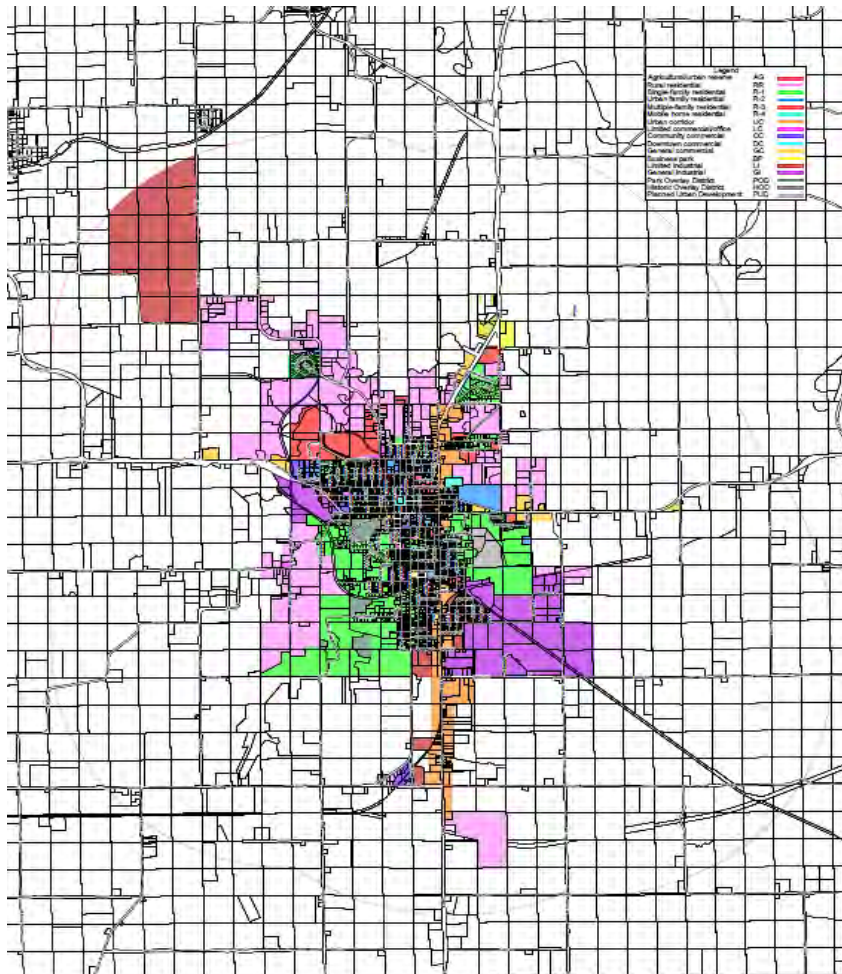 Legend
Agriculture/urban reserve AG
Rural residential RR
Single-family residential R-1
Urban family residential R-2
Multiple-family residential R-3
Mobile home residential R-4
Urban corridor UC
Limited commercial/office LC
Community commercial CC
Downtown commercial DC
General commercial GC
Business park BP
Limited Industrial LI
General Industrial GI
Park Overlay District POD
Historic Overlay District HOD
Planned Urban Development PUD